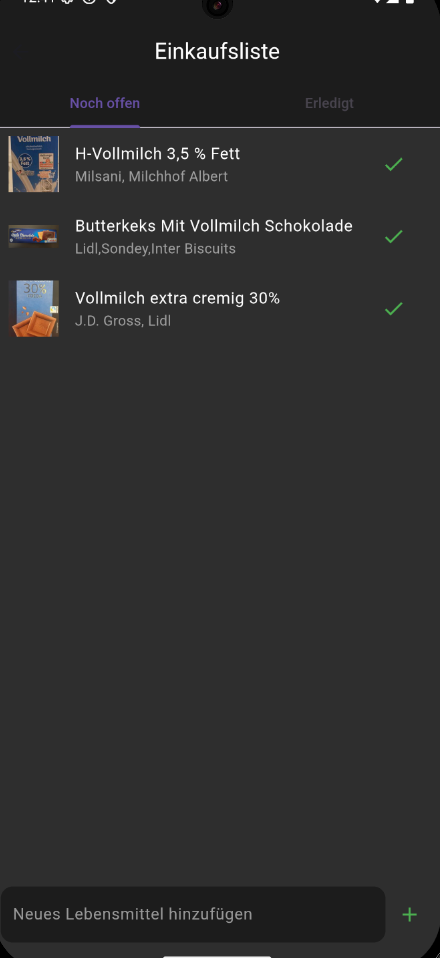 Einkaufsliste
Noch offen
Erledigt
Vollmilch
H-Vollmilch 3,5 % Fett
Milsani, Milchhof Albert
Butterkeks Mit Vollmilch Schokolade
Lidl,Sondey,Inter Biscuits
30%
Vollmilch extra cremig 30%
J.D. Gross, Lidl
Neues Lebensmittel hinzufügen